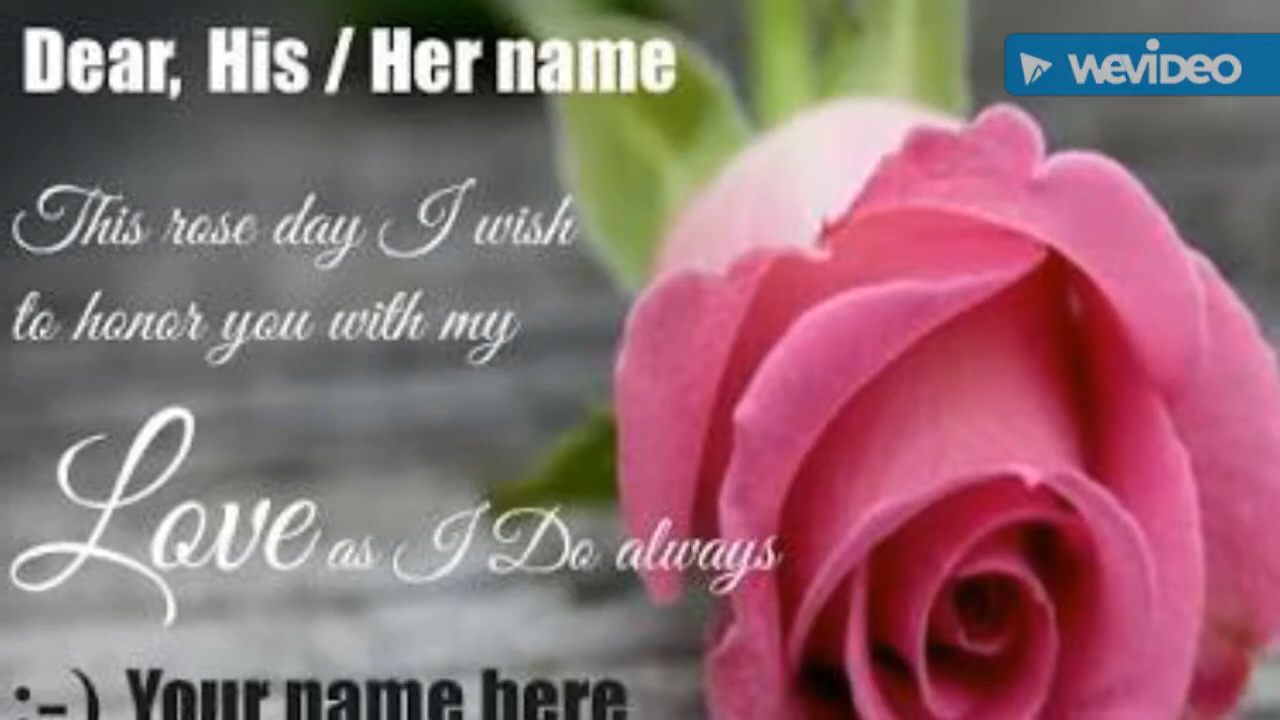 Dear, His / Her name
WEVIDEO
This rose day I wish
to honor you with my
Love as I Do always
:-) Your name here